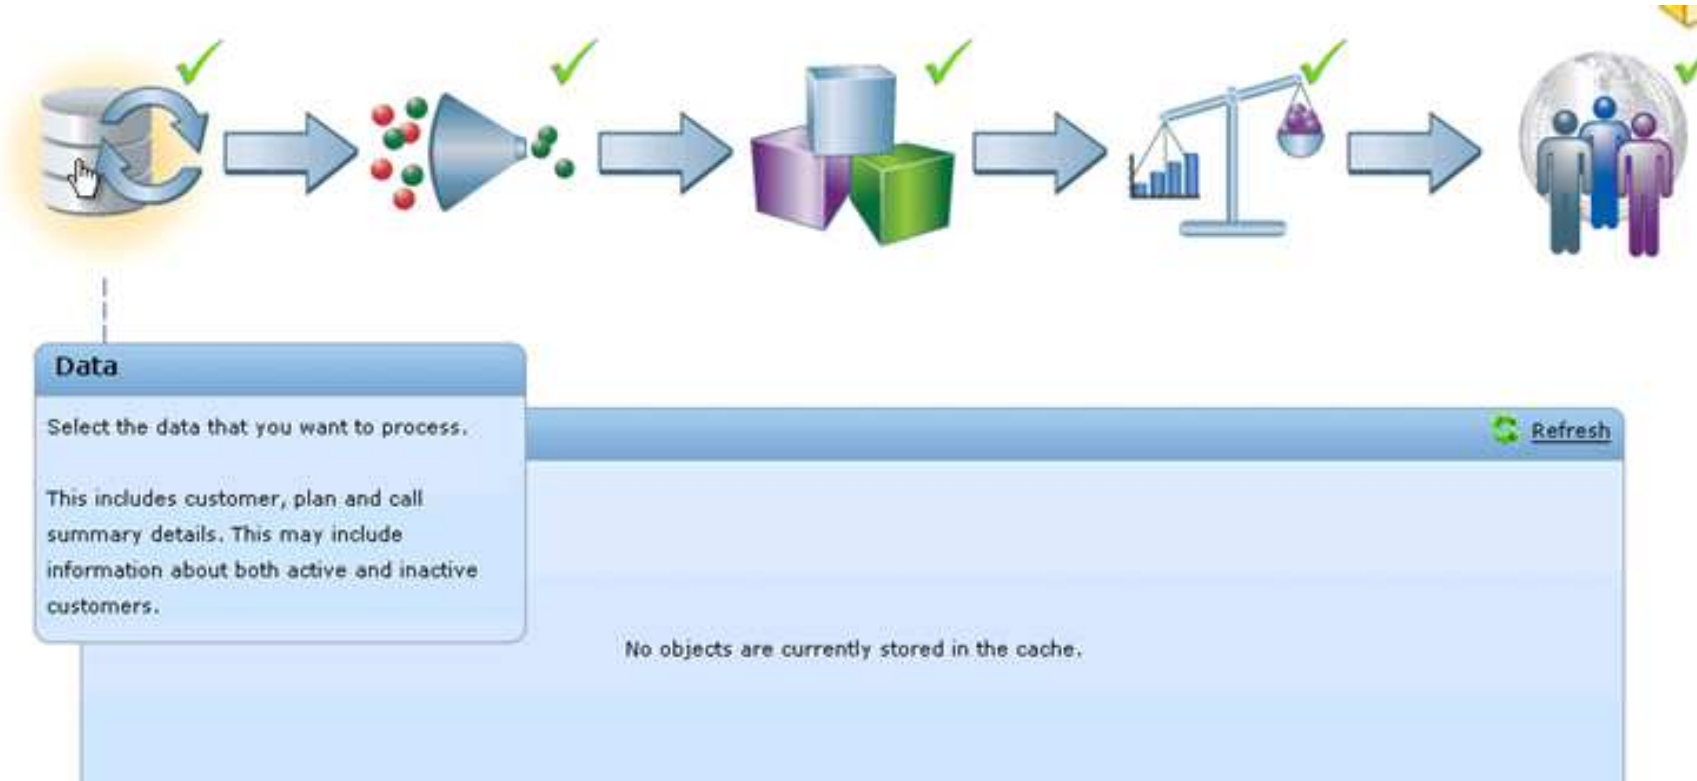 Data
Select the data that you want to process.
This includes customer, plan and call
summary details. This may include
information about both active and inactive
customers.
Refresh
No objects are currently stored in the cache.